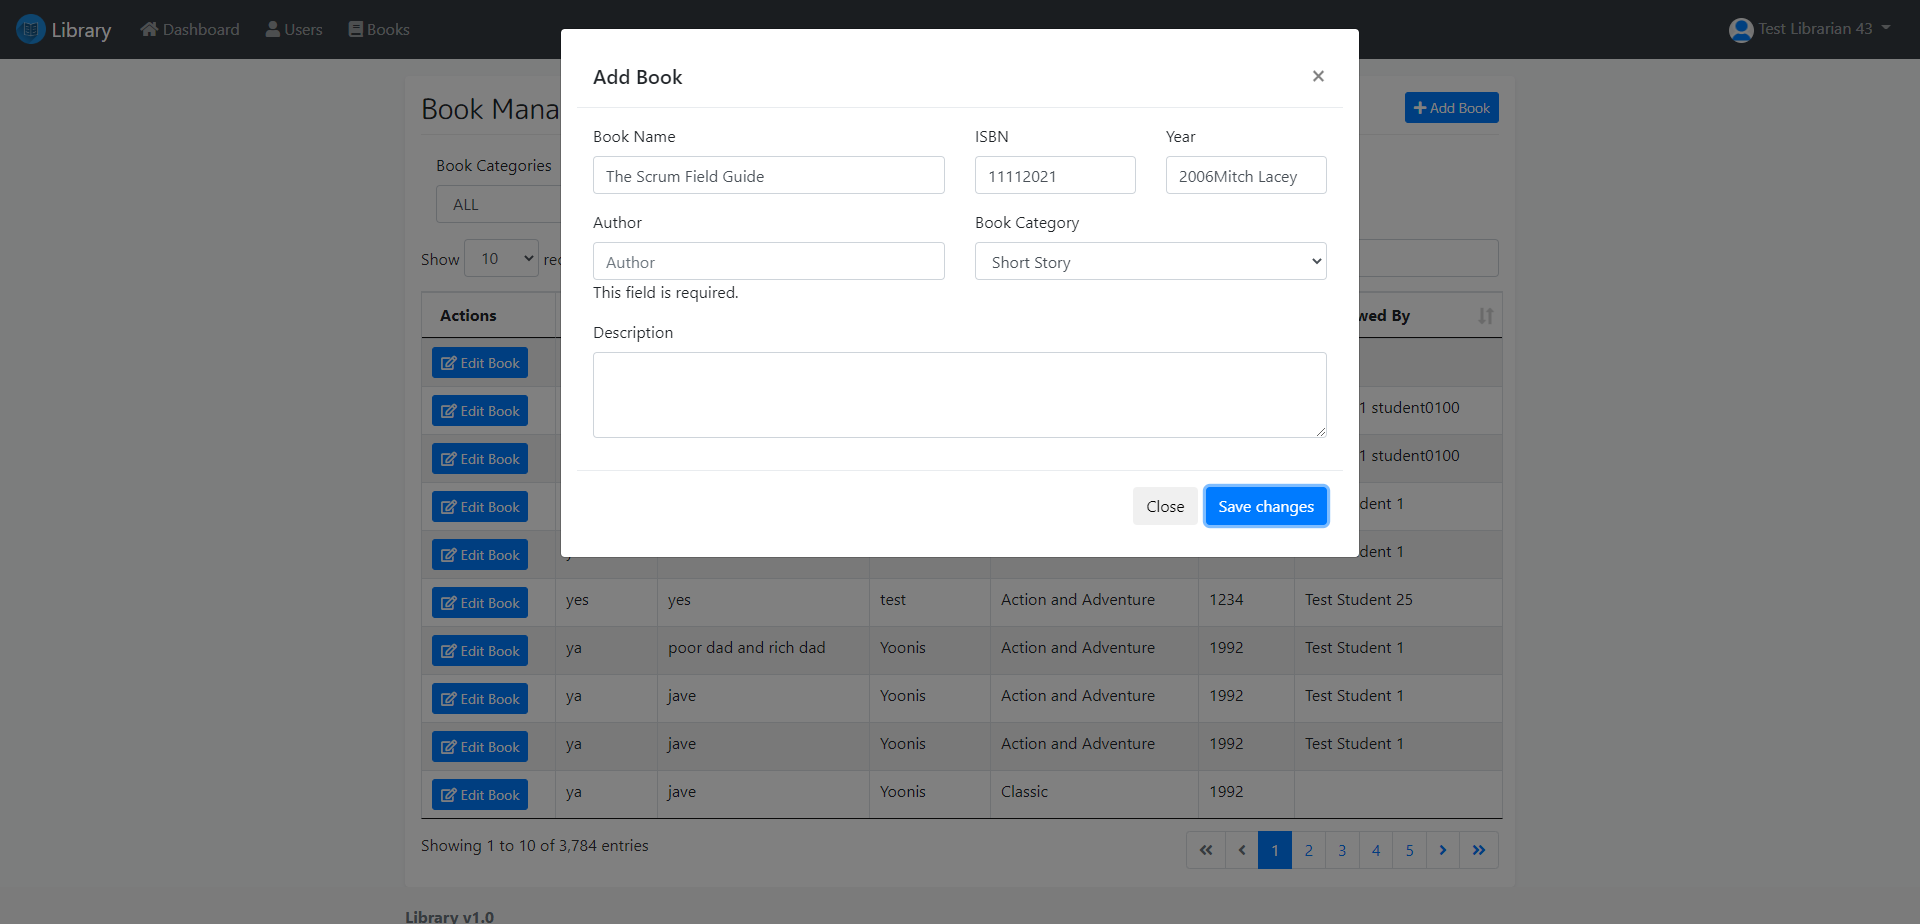 Library Dashboard Users Books Test Librarian 43
Add Book ×
Book Mana Add Book
Book Name ISBN Year
The Scrum Field Guide 11112021 2006Mitch Lacey
Book Categories
ALL
Author Book Category
Author Short Story
This field is required.
Show 10 rec
Description
Actions wed By
Edit Book
Edit Book 1 student0100
Edit Book 1 student0100
Close Save changes
Edit Book dent 1
Edit Book dent 1
Edit Book yes yes test Action and Adventure 1234 Test Student 25
Edit Book ya poor dad and rich dad Yoonis Action and Adventure 1992 Test Student 1
Edit Book ya jave Yoonis Action and Adventure 1992 Test Student 1
Edit Book ya jave Yoonis Action and Adventure 1992 Test Student 1
Edit Book ya jave Yoonis Classic 1992
Showing 1 to 10 of 3,784 entries « ‹ 1 2 3 4 5 › »
Library v1.0